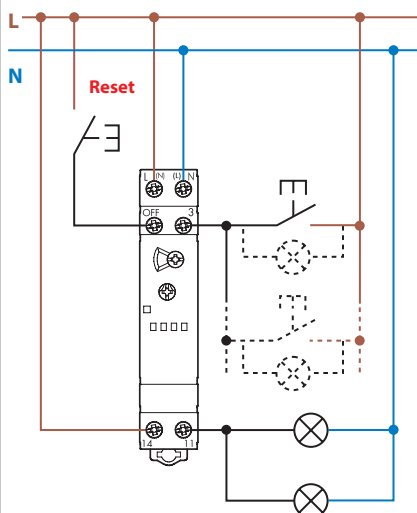 L
N
Reset
L (N) (L) N
OFF 3
14 11